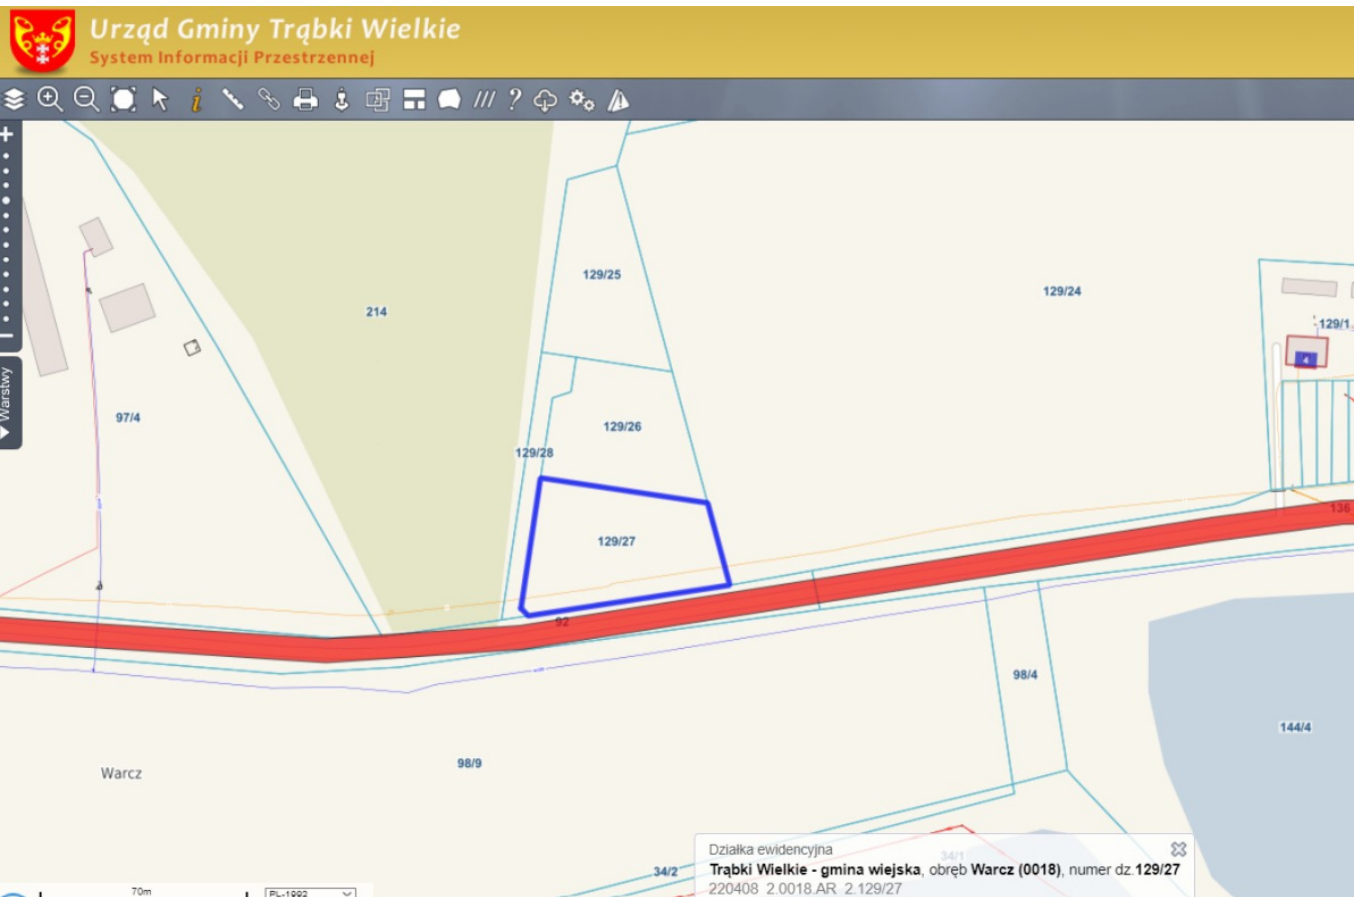 Urząd Gminy Trąbki Wielkie
System Informacji Przestrzennej
Warstwy
129/25
129/24
214
129/1
4
97/4
129/26
129/28
136
129/27
92
98/4
144/4
98/9
Warcz
34/2
34/1
Działka ewidencyjna
Trąbki Wielkie - gmina wiejska, obręb Warcz (0018), numer dz.129/27
220408_2.0018.AR_2.129/27
70m
PL-1992